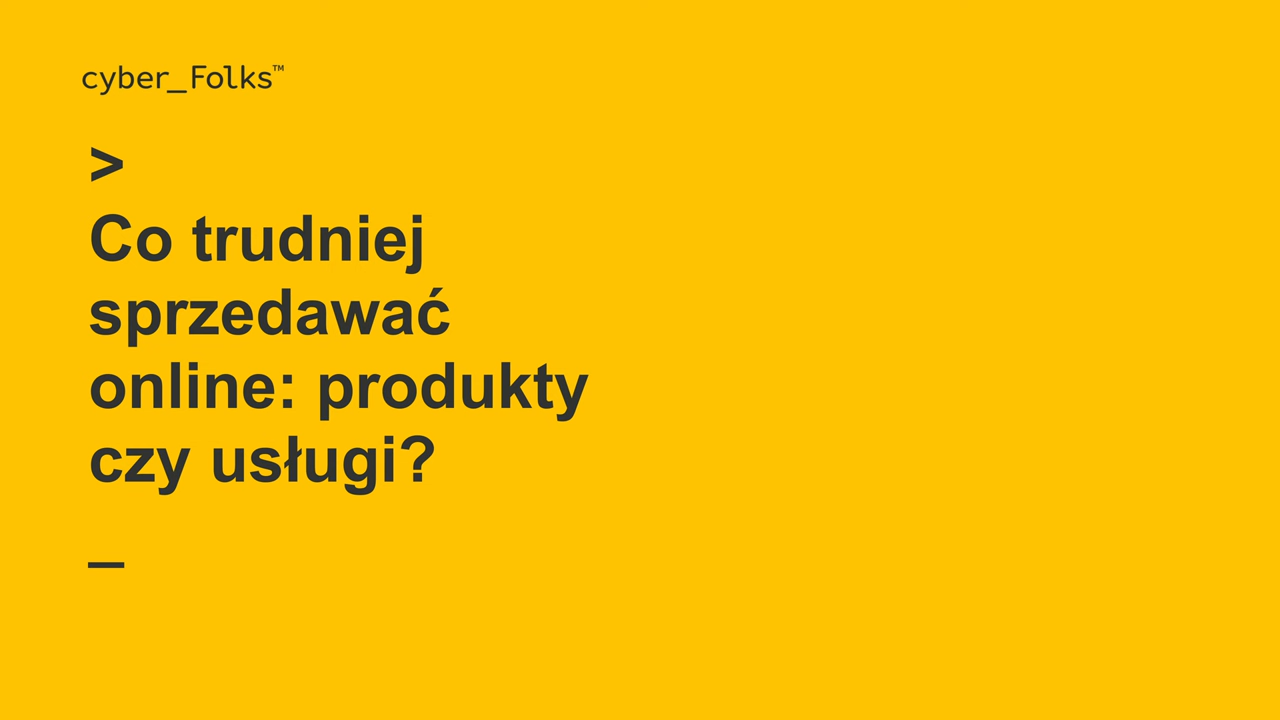 cyber_Folks™
>
Co trudniej
sprzedawać
online: produkty
czy usługi?
_